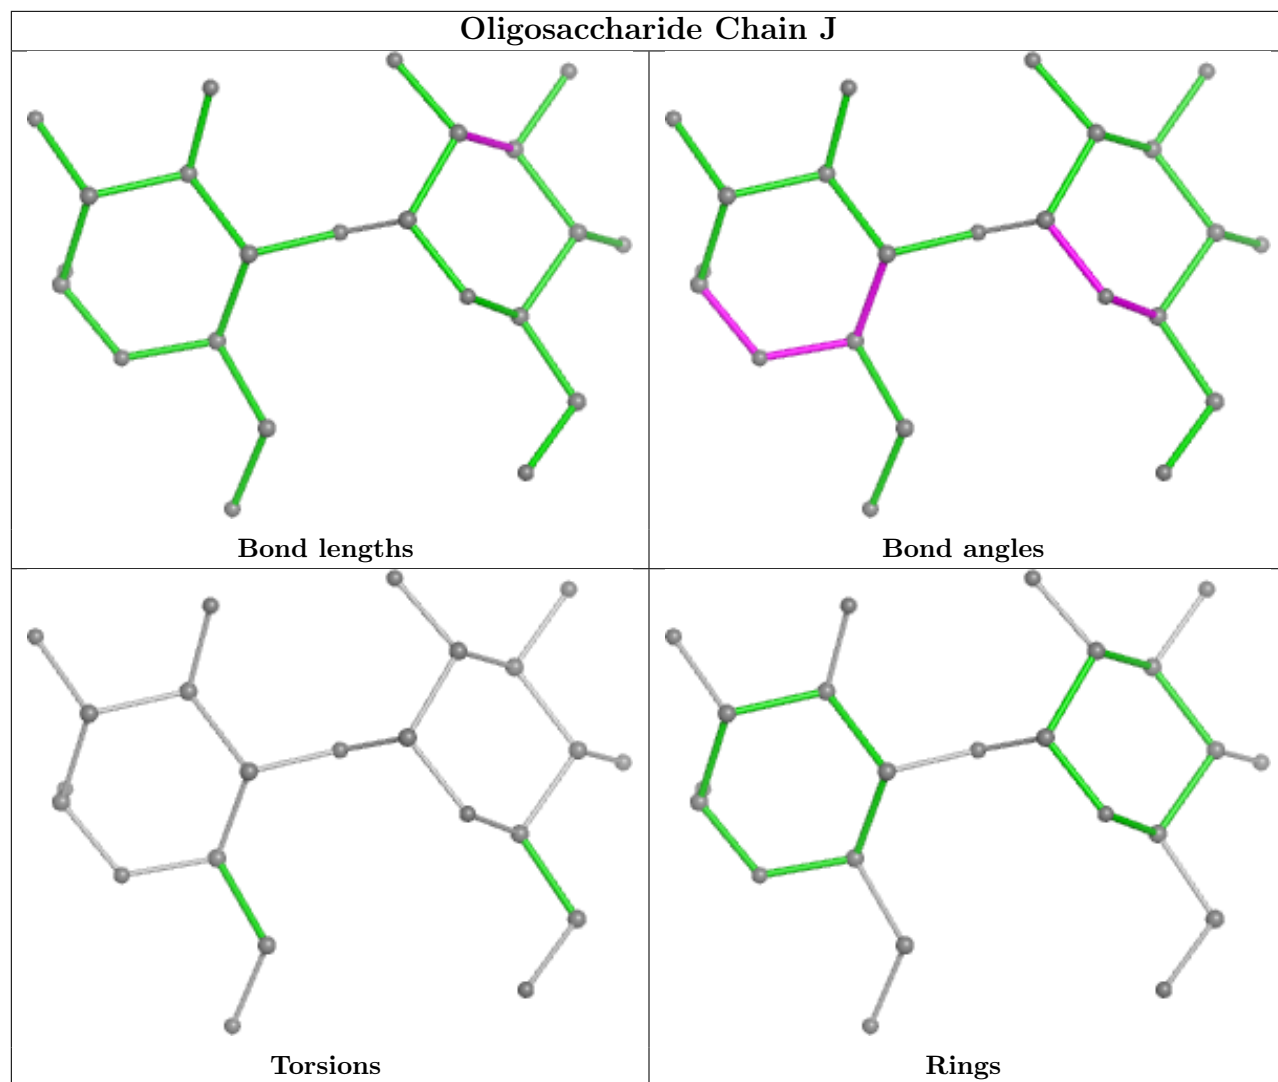 Oligosaccharide Chain J
Bond lengths
Bond angles
Torsions
Rings